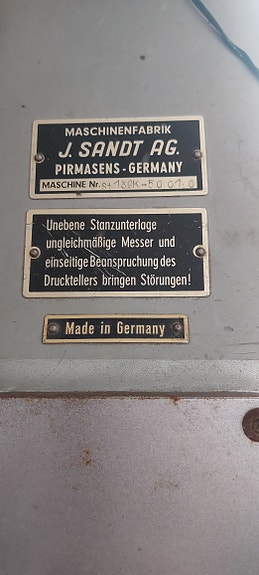 MASCHINENFABRIK
J. SANDT AG.
PIRMASENS - GERMANY
MASCHINE Nr.
Unebene Stanzunterlage
ungleichmäßige Messer und
einseitige Beanspruchung des
Drucktellers bringen Störungen!
Made in Germany